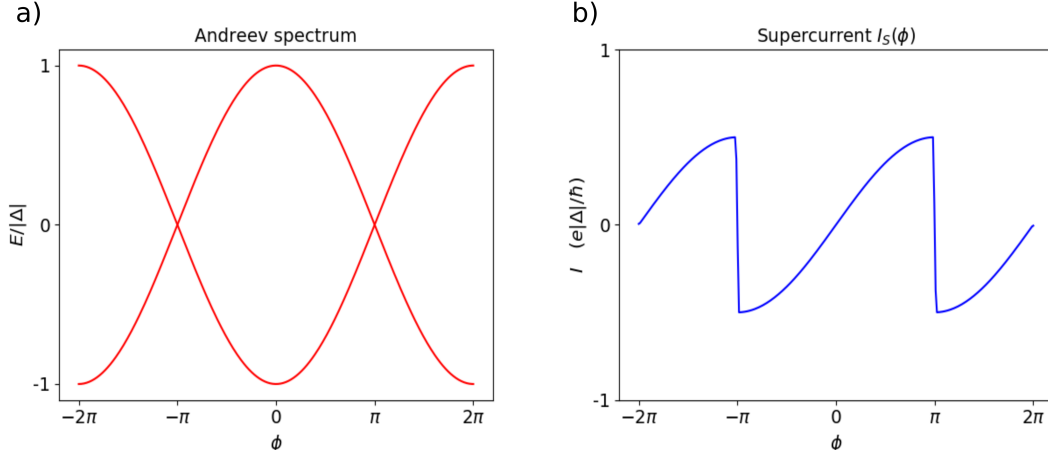 a)
Andreev spectrum
E/|Δ|
1
0
-1
−2π −π 0 π 2π
ϕ
b)
Supercurrent I_S(ϕ)
I (e|Δ|/ℏ)
1
0
-1
−2π −π 0 π 2π
ϕ